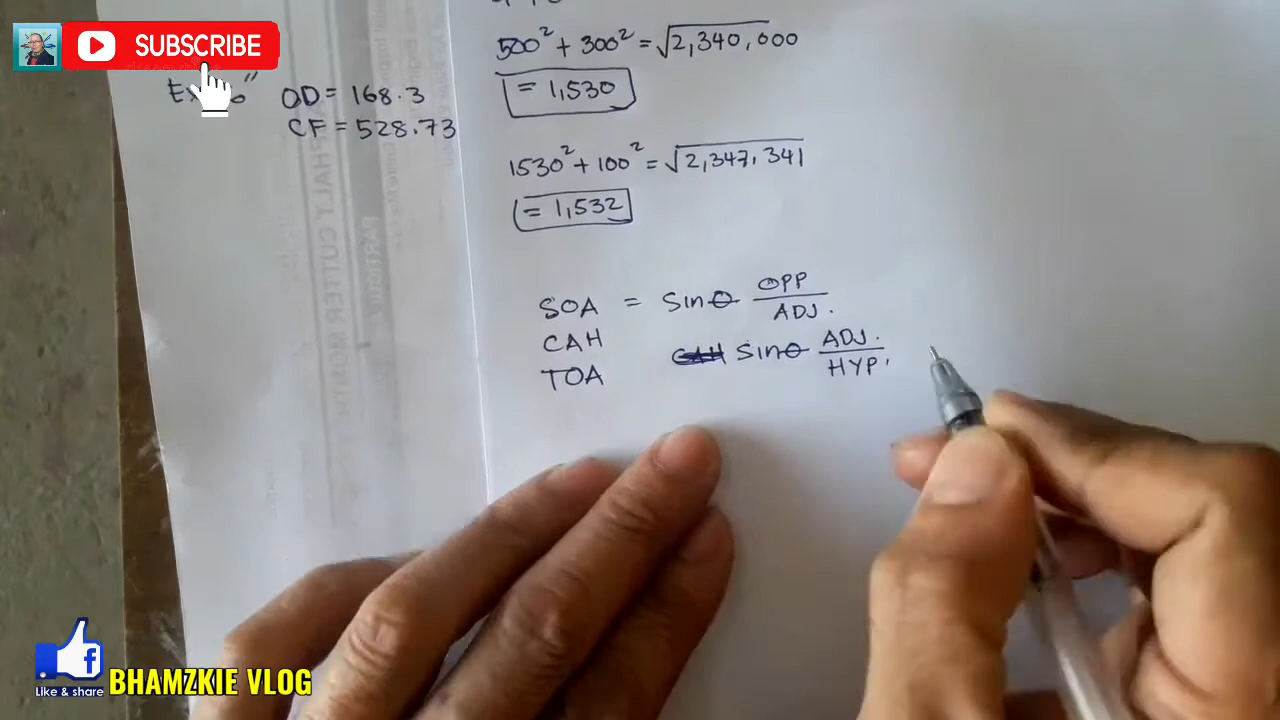 SUBSCRIBE
500² + 300² = √2,340,000
= 1,530
OD = 168.3
CF = 528.73
1530² + 100² = √2,347,341
= 1,532
SOA = Sinθ OPP / ADJ.
CAH CAH Sinθ ADJ. / HYP.
TOA
Like & share
BHAMZKIE VLOG